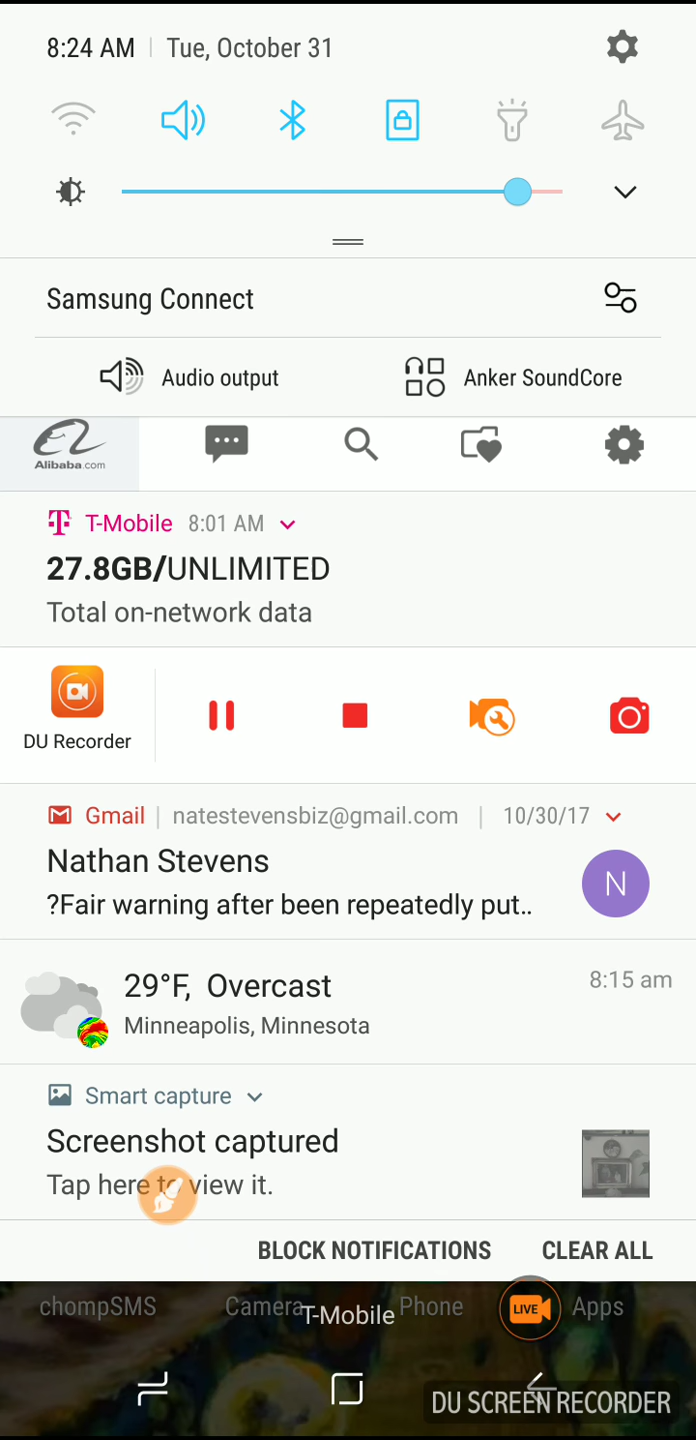 8:24 AM | Tue, October 31
Samsung Connect
Audio output
Anker SoundCore
Alibaba.com
T-Mobile 8:01 AM
27.8GB/UNLIMITED
Total on-network data
DU Recorder
Gmail | natestevensbiz@gmail.com | 10/30/17
Nathan Stevens
N
?Fair warning after been repeatedly put..
29°F, Overcast
8:15 am
Minneapolis, Minnesota
Smart capture
Screenshot captured
Tap here to view it.
BLOCK NOTIFICATIONS
CLEAR ALL
chompSMS
Camera
T-Mobile
Phone
LIVE
Apps
DU SCREEN RECORDER